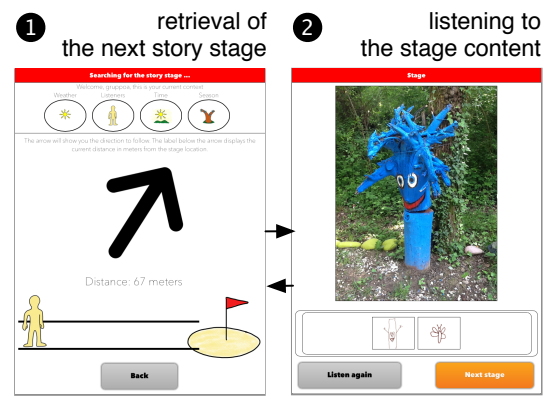 1
retrieval of
the next story stage
Searching for the story stage ...
Welcome, gruppoa, this is your current context
Weather Listeners Time Season
The arrow will show you the direction to follow. The label below the arrow displays the
current distance in meters from the stage location.
Distance: 67 meters
Back
2
listening to
the stage content
Stage
Listen again
Next stage